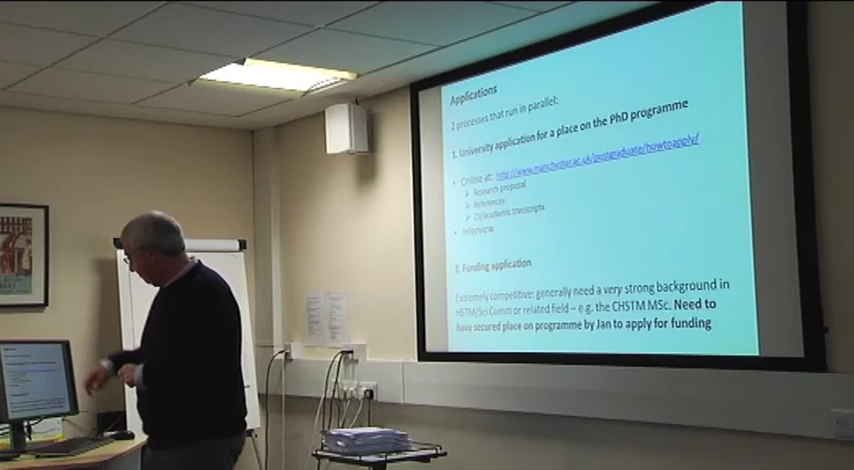 Applications
2 processes that run in parallel:
1. University application for a place on the PhD programme
• Online at: http://www.manchester.ac.uk/postgraduate/howtoapply/
➢ Research proposal
➢ References
➢ CV/academic transcripts
• Interview
2. Funding application
Extremely competitive: generally need a very strong background in
HSTM/Sci Comm or related field – e.g. the CHSTM MSc. Need to
have secured place on programme by Jan to apply for funding